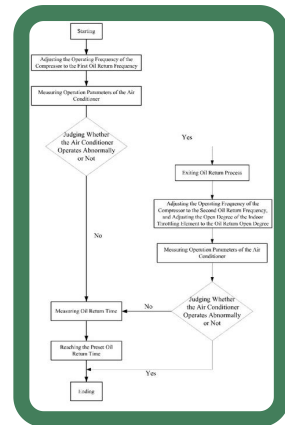 Starting
Adjusting the Operating Frequency of the
Compressor to the First Oil Return Frequency
Measuring Operation Parameters of the Air
Conditioner
Judging Whether
the Air Conditioner
Operates Abnormally
or Not
Yes
Exiting Oil Return Process
Adjusting the Operating Frequency of the
Compressor to the Second Oil Return Frequency,
and Adjusting the Open Degree of the Indoor
Throttling Element to the Oil Return Open Degree
Measuring Operation Parameters of the Air
Conditioner
No
Measuring Oil Return Time
No
Judging Whether
the Air Conditioner
Operates Abnormally
or Not
Reaching the Preset Oil
Return Time
Yes
Ending